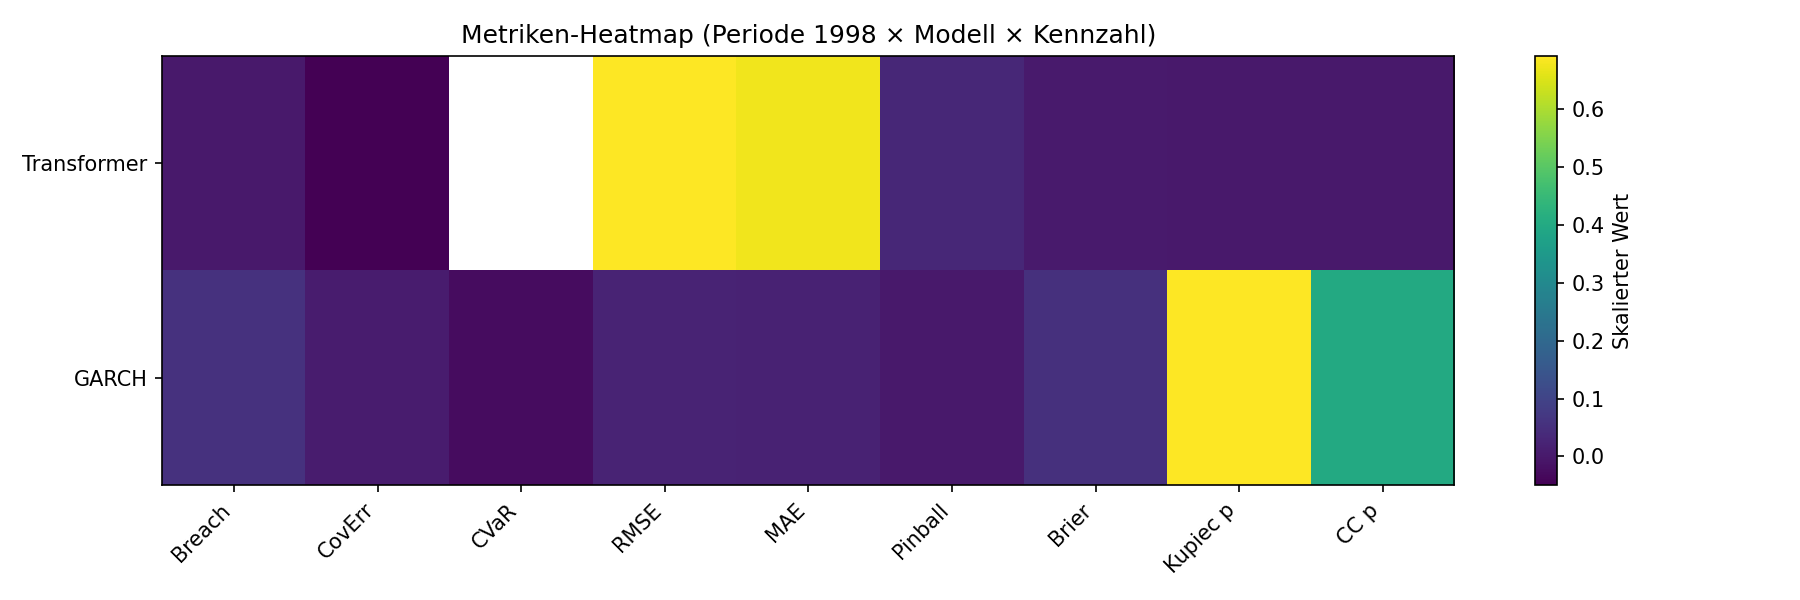 Metriken-Heatmap (Periode 1998 × Modell × Kennzahl)
Transformer
GARCH
Breach
CovErr
CVaR
RMSE
MAE
Pinball
Brier
Kupiec p
CC p
0.6
0.5
0.4
0.3
0.2
0.1
0.0
Skalierter Wert